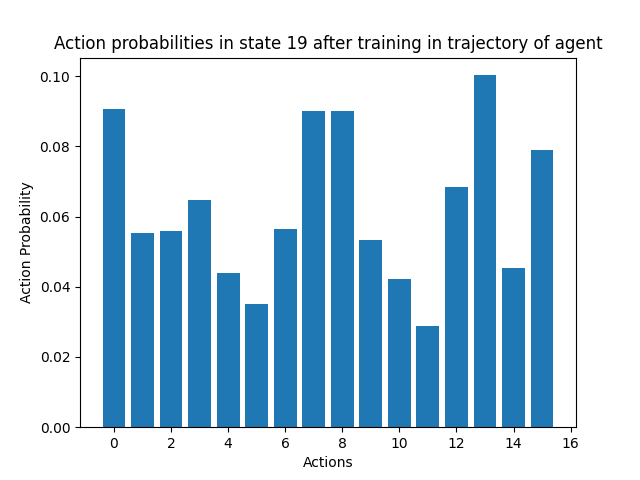 Action probabilities in state 19 after training in trajectory of agent
0.10
0.08
0.06
0.04
0.02
0.00
Action Probability
0 2 4 6 8 10 12 14 16
Actions